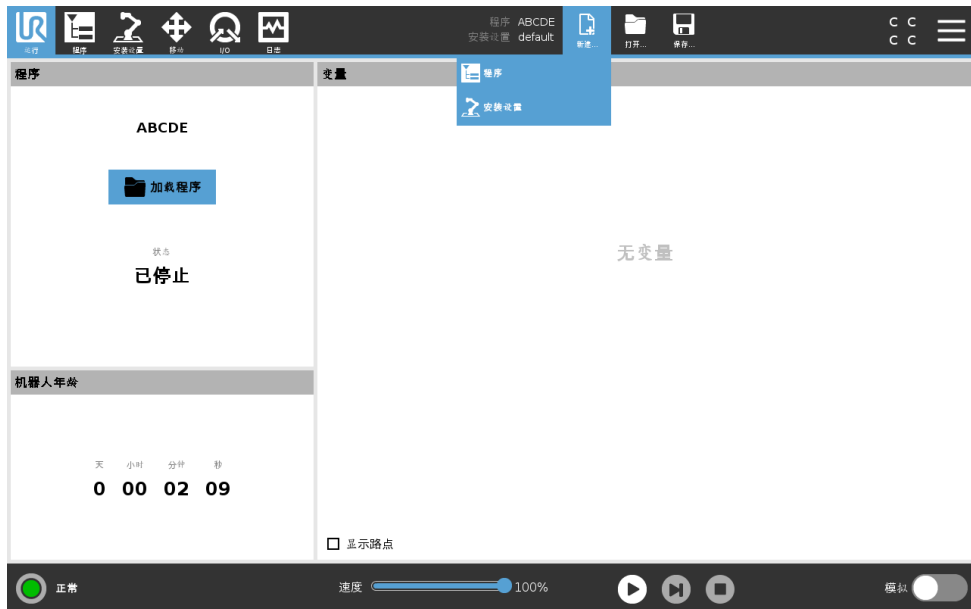 UR
运行
程序
安装设置
移动
I/O
日志
程序 ABCDE
安装设置 default
新建...
打开...
保存...
C C
C C
程序
安装设置
程序
变量
ABCDE
加载程序
状态
已停止
无变量
机器人年龄
天 小时 分钟 秒
0 00 02 09
显示路点
正常
速度
100%
模拟